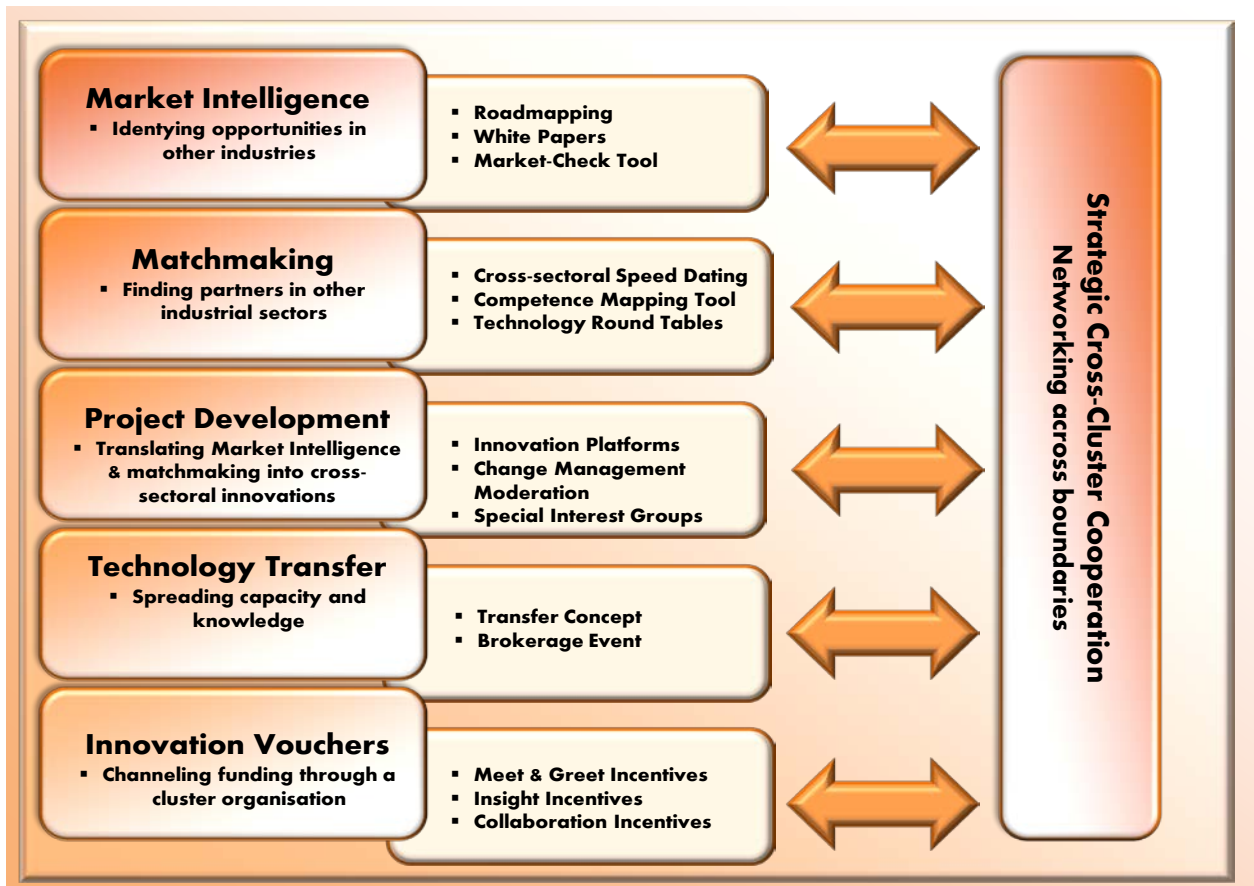 Market Intelligence
▪ Identying opportunities in
other industries
▪ Roadmapping
▪ White Papers
▪ Market-Check Tool
Matchmaking
▪ Finding partners in other
industrial sectors
▪ Cross-sectoral Speed Dating
▪ Competence Mapping Tool
▪ Technology Round Tables
Project Development
▪ Translating Market Intelligence
& matchmaking into cross-
sectoral innovations
▪ Innovation Platforms
▪ Change Management
Moderation
▪ Special Interest Groups
Technology Transfer
▪ Spreading capacity and
knowledge
▪ Transfer Concept
▪ Brokerage Event
Innovation Vouchers
▪ Channeling funding through a
cluster organisation
▪ Meet & Greet Incentives
▪ Insight Incentives
▪ Collaboration Incentives
Strategic Cross-Cluster Cooperation
Networking across boundaries